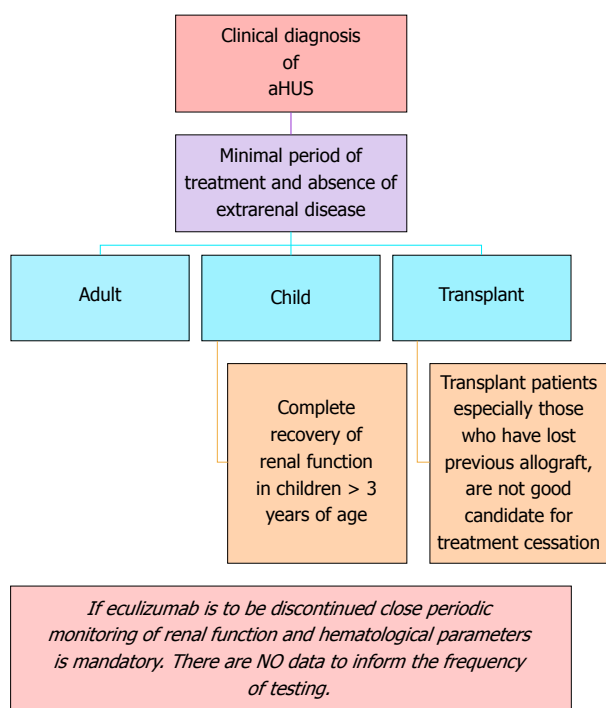 Clinical diagnosis
of
aHUS
Minimal period of
treatment and absence of
extrarenal disease
Adult
Child
Transplant
Complete
recovery of
renal function
in children > 3
years of age
Transplant patients
especially those
who have lost
previous allograft,
are not good
candidate for
treatment cessation
If eculizumab is to be discontinued close periodic
monitoring of renal function and hematological parameters
is mandatory. There are NO data to inform the frequency
of testing.